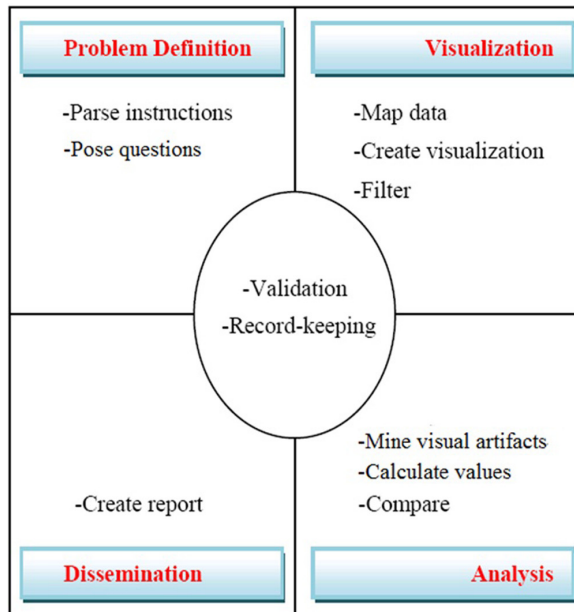 Problem Definition
-Parse instructions
-Pose questions
Visualization
-Map data
-Create visualization
-Filter
-Validation
-Record-keeping
-Create report
Dissemination
-Mine visual artifacts
-Calculate values
-Compare
Analysis